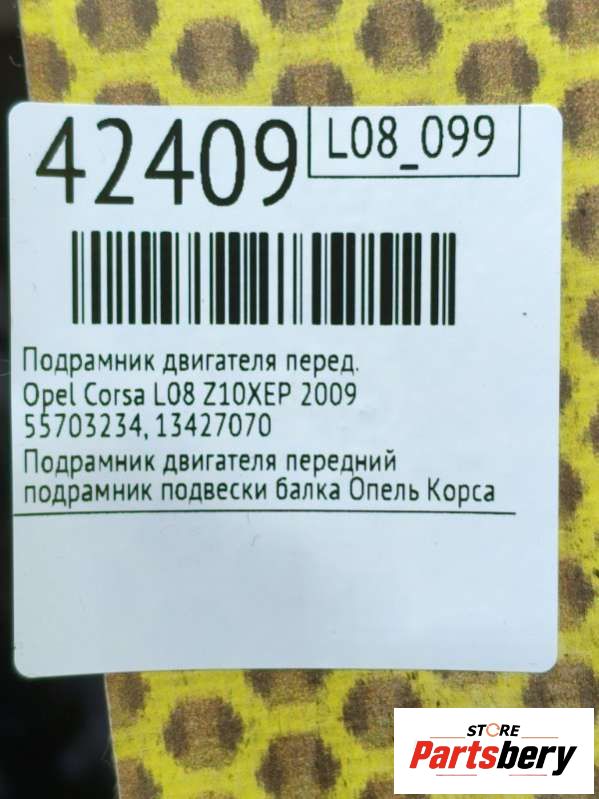 42409
L08_099
Подрамник двигателя перед.
Opel Corsa L08 Z10XEP 2009
55703234, 13427070
Подрамник двигателя передний
подрамник подвески балка Опель Корса
STORE
Partsbery